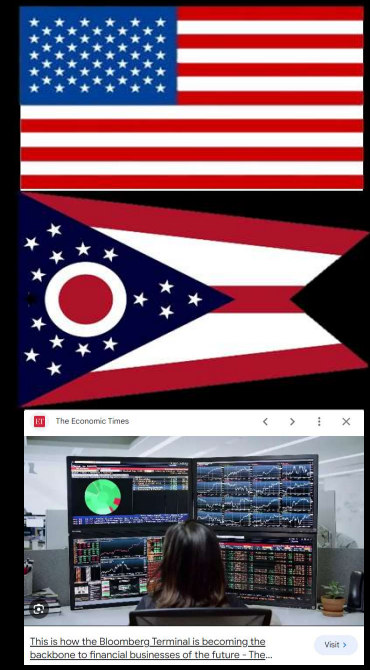 ET The Economic Times
This is how the Bloomberg Terminal is becoming the
backbone to financial businesses of the future - The...
Visit